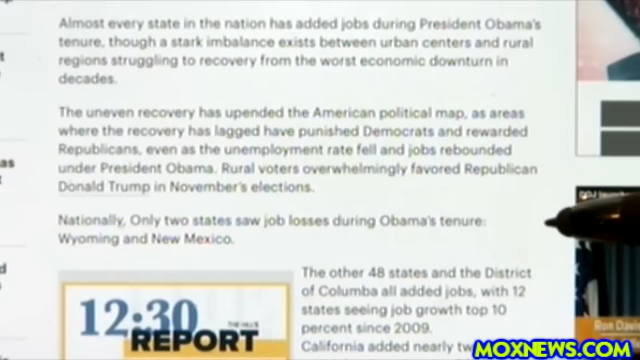 Almost every state in the nation has added jobs during President Obama's
tenure, though a stark imbalance exists between urban centers and rural
regions struggling to recovery from the worst economic downturn in
decades.
The uneven recovery has upended the American political map, as areas
where the recovery has lagged have punished Democrats and rewarded
Republicans, even as the unemployment rate fell and jobs rebounded
under President Obama. Rural voters overwhelmingly favored Republican
Donald Trump in November's elections.
Nationally, Only two states saw job losses during Obama's tenure:
Wyoming and New Mexico.
The other 48 states and the District
of Columba all added jobs, with 12
states seeing job growth top 10
percent since 2009.
California added nearly tw
12:30
THE HILL'S
REPORT
as
t
d
s
Ron Davis
MOXNEWS.COM